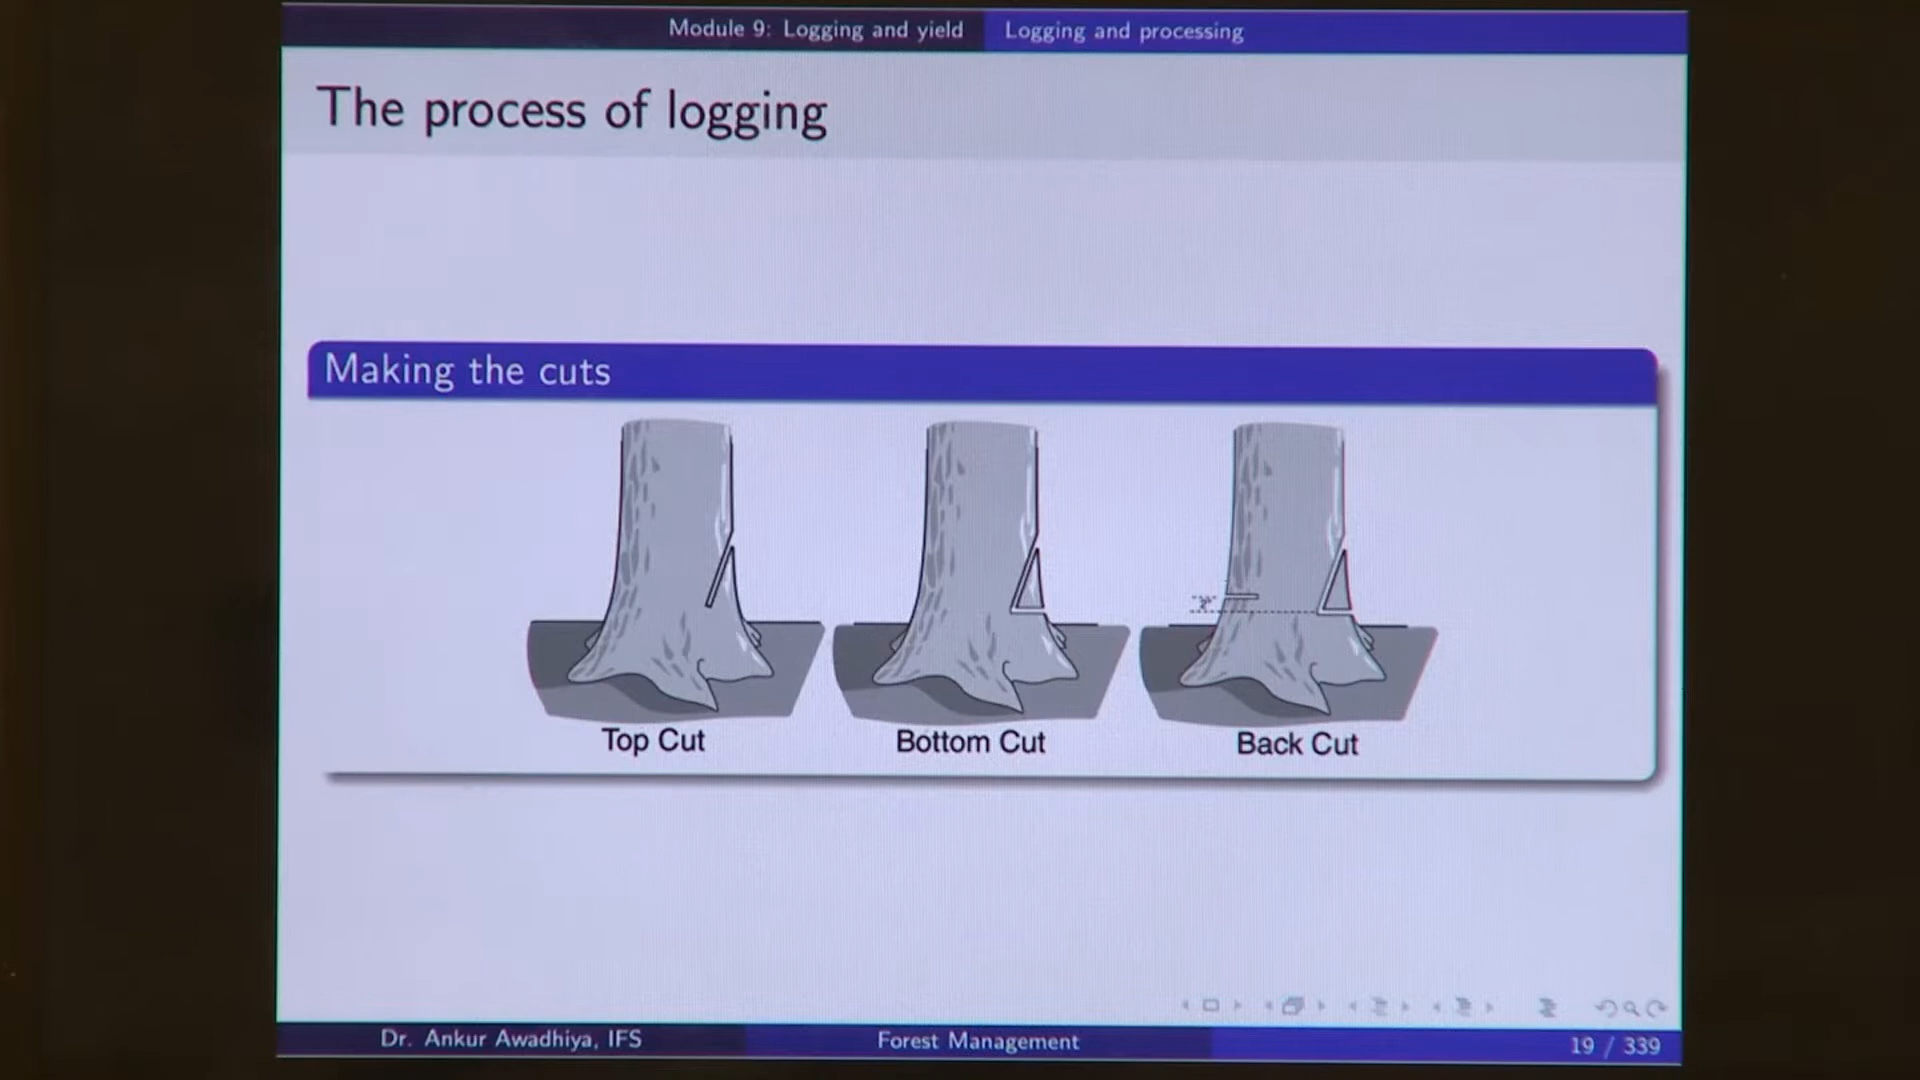 Module 9: Logging and yield
Logging and processing
The process of logging
Making the cuts
Top Cut
Bottom Cut
Back Cut
Dr. Ankur Awadhiya, IFS
Forest Management
19 / 339